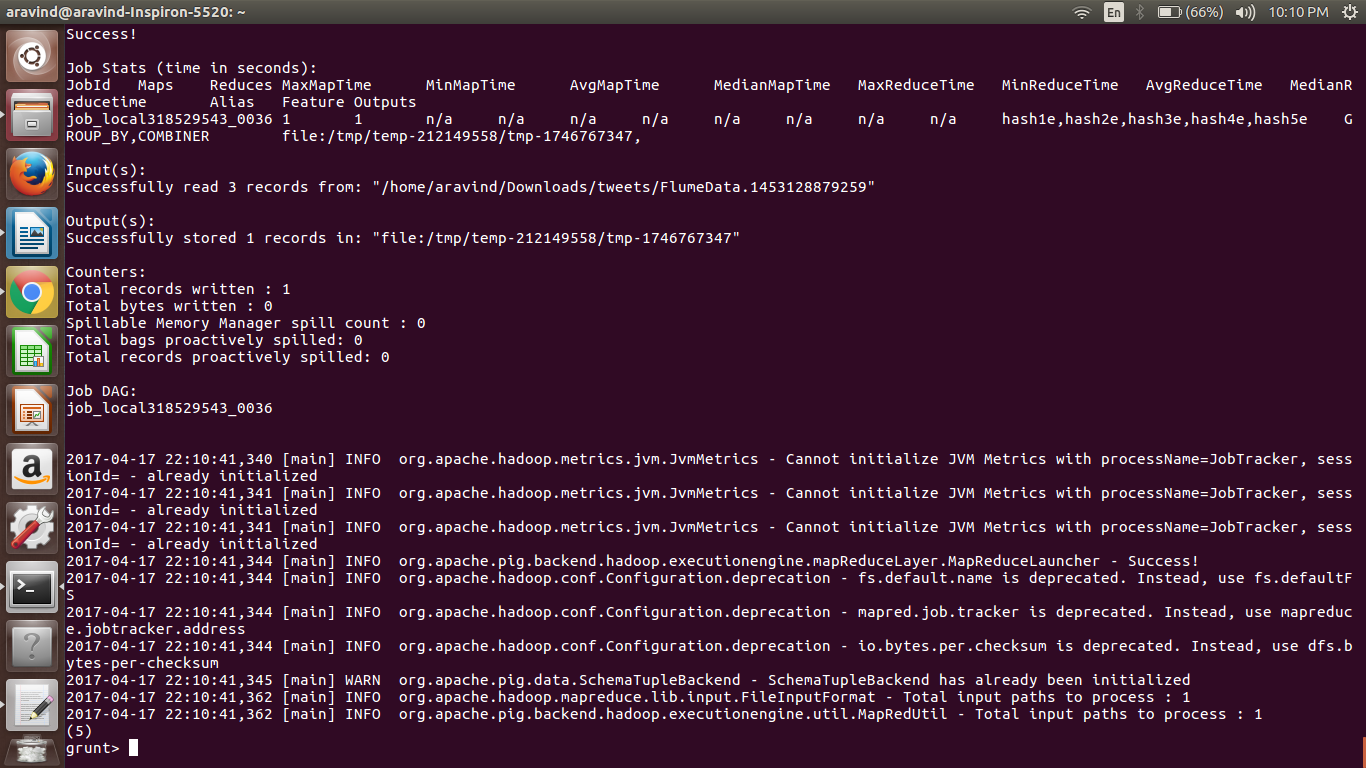 aravind@aravind-Inspiron-5520: ~
En
(66%)
10:10 PM
Success!
Job Stats (time in seconds):
JobId Maps Reduces MaxMapTime MinMapTime AvgMapTime MedianMapTime MaxReduceTime MinReduceTime AvgReduceTime MedianR
educetime Alias Feature Outputs
job_local318529543_0036 1 1 n/a n/a n/a n/a n/a n/a n/a n/a hash1e,hash2e,hash3e,hash4e,hash5e G
ROUP_BY,COMBINER file:/tmp/temp-212149558/tmp-1746767347,
Input(s):
Successfully read 3 records from: "/home/aravind/Downloads/tweets/FlumeData.1453128879259"
Output(s):
Successfully stored 1 records in: "file:/tmp/temp-212149558/tmp-1746767347"
Counters:
Total records written : 1
Total bytes written : 0
Spillable Memory Manager spill count : 0
Total bags proactively spilled: 0
Total records proactively spilled: 0
Job DAG:
job_local318529543_0036
2017-04-17 22:10:41,340 [main] INFO  org.apache.hadoop.metrics.jvm.JvmMetrics - Cannot initialize JVM Metrics with processName=JobTracker, sess
ionId= - already initialized
2017-04-17 22:10:41,341 [main] INFO  org.apache.hadoop.metrics.jvm.JvmMetrics - Cannot initialize JVM Metrics with processName=JobTracker, sess
ionId= - already initialized
2017-04-17 22:10:41,341 [main] INFO  org.apache.hadoop.metrics.jvm.JvmMetrics - Cannot initialize JVM Metrics with processName=JobTracker, sess
ionId= - already initialized
2017-04-17 22:10:41,344 [main] INFO  org.apache.pig.backend.hadoop.executionengine.mapReduceLayer.MapReduceLauncher - Success!
2017-04-17 22:10:41,344 [main] INFO  org.apache.hadoop.conf.Configuration.deprecation - fs.default.name is deprecated. Instead, use fs.defaultF
S
2017-04-17 22:10:41,344 [main] INFO  org.apache.hadoop.conf.Configuration.deprecation - mapred.job.tracker is deprecated. Instead, use mapreduc
e.jobtracker.address
2017-04-17 22:10:41,344 [main] INFO  org.apache.hadoop.conf.Configuration.deprecation - io.bytes.per.checksum is deprecated. Instead, use dfs.b
ytes-per-checksum
2017-04-17 22:10:41,345 [main] WARN  org.apache.pig.data.SchemaTupleBackend - SchemaTupleBackend has already been initialized
2017-04-17 22:10:41,362 [main] INFO  org.apache.hadoop.mapreduce.lib.input.FileInputFormat - Total input paths to process : 1
2017-04-17 22:10:41,362 [main] INFO  org.apache.pig.backend.hadoop.executionengine.util.MapRedUtil - Total input paths to process : 1
(5)
grunt>